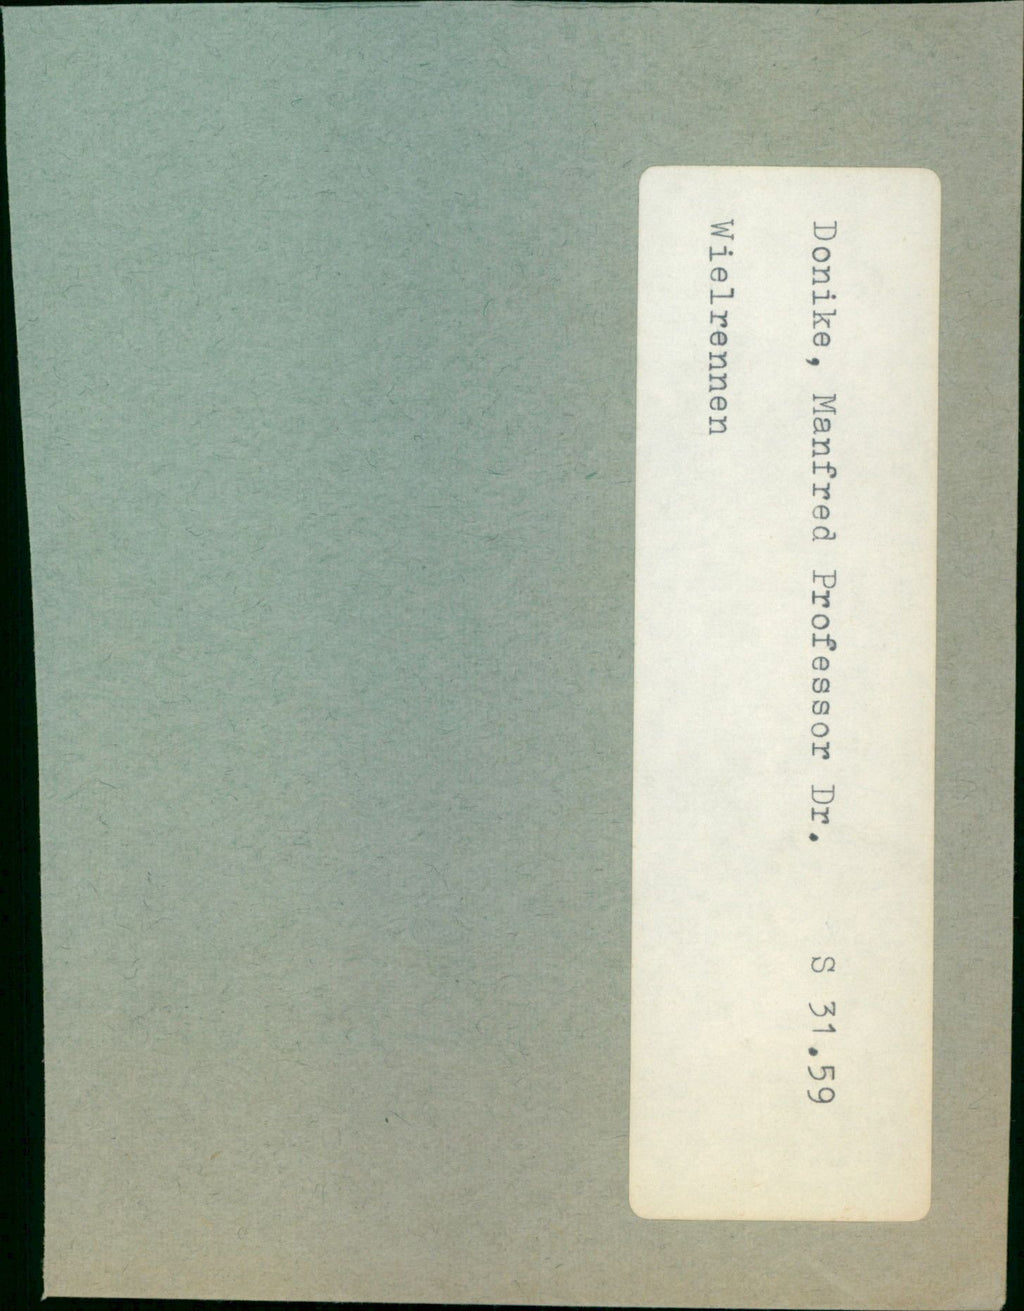 Donike, Manfred Professor Dr. S 31.59
Wielrennen